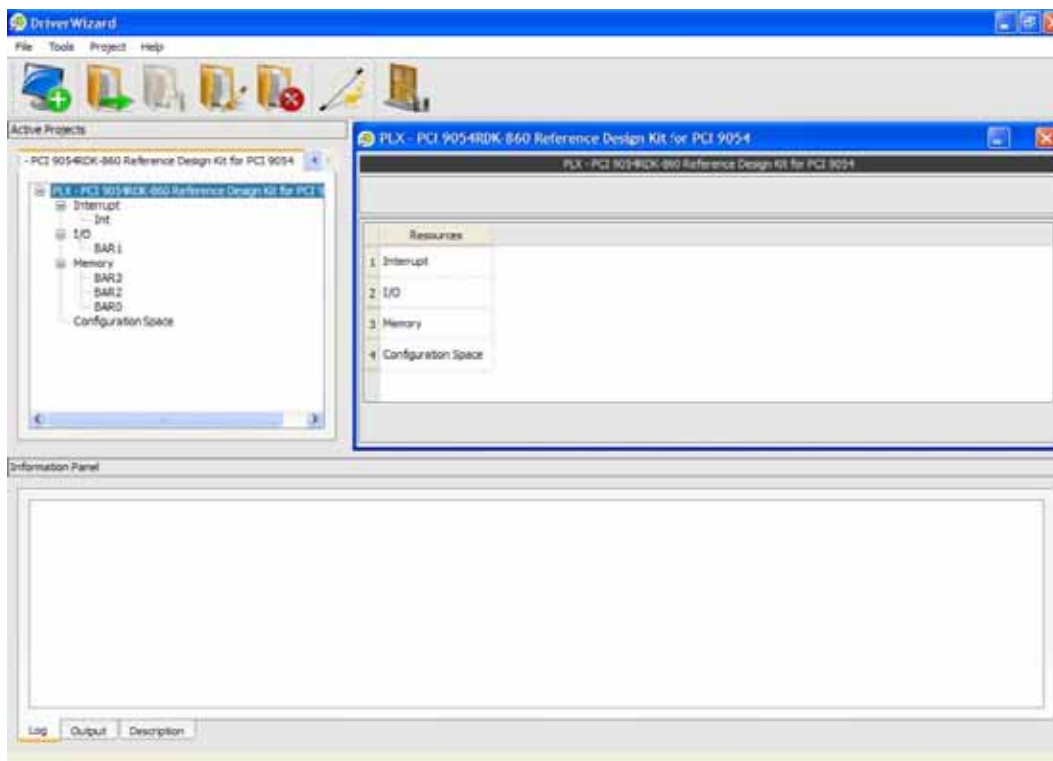 DriverWizard
File Tools Project Help
Active Projects
- PCI 9054RDK-860 Reference Design Kit for PCI 9054
PLX - PCI 9054RDK-860 Reference Design Kit for PCI 9
Interrupt
Int
I/O
BAR1
Memory
BAR3
BAR2
BAR0
Configuration Space
PLX - PCI 9054RDK-860 Reference Design Kit for PCI 9054
PLX - PCI 9054RDK-860 Reference Design Kit for PCI 9054
Resources
1 Interrupt
2 I/O
3 Memory
4 Configuration Space
Information Panel
Log Output Description